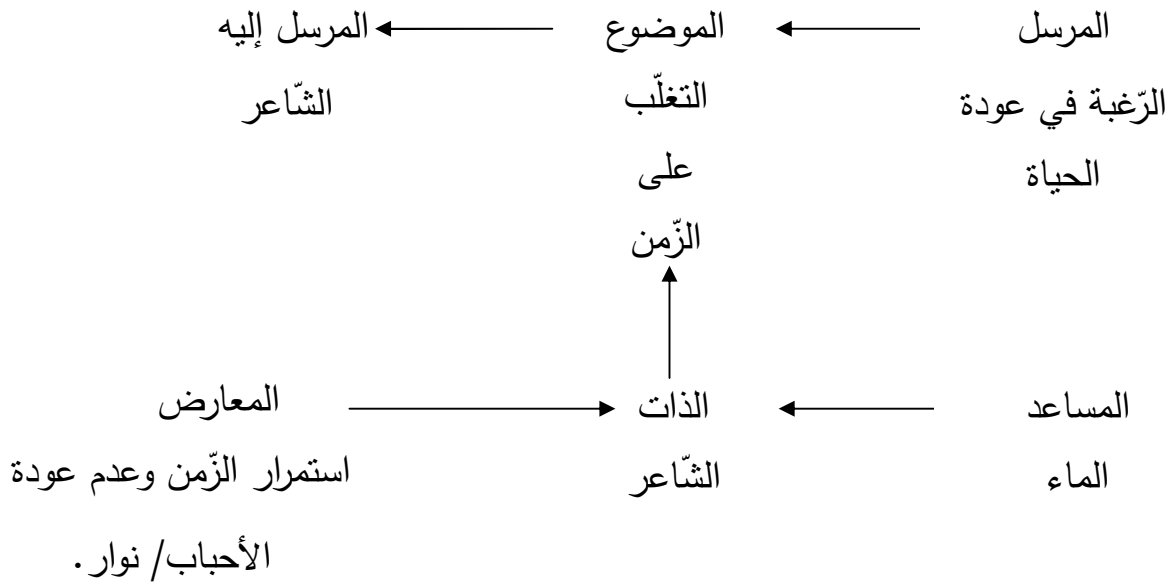 المرسل الموضوع المرسل إليه
الرّغبة في عودة التغلّب الشّاعر
الحياة على
الزّمن
المساعد الذات المعارض
الماء الشّاعر استمرار الزّمن وعدم عودة
الأحباب/ نوار.